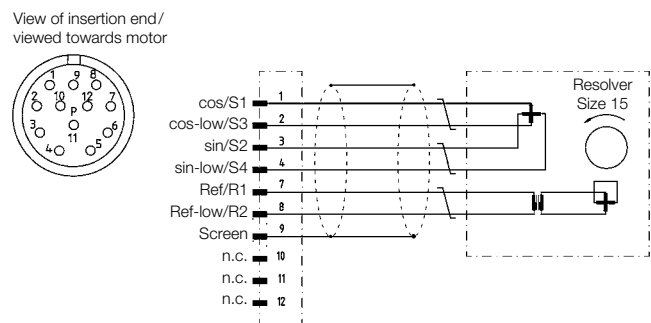 View of insertion end/
viewed towards motor
1 9 8
2 10 12 7
P
3 11 6
4 5
cos/S1 1
cos-low/S3 2
sin/S2 3
sin-low/S4 4
Ref/R1 7
Ref-low/R2 8
Screen 9
n.c. 10
n.c. 11
n.c. 12
Resolver
Size 15